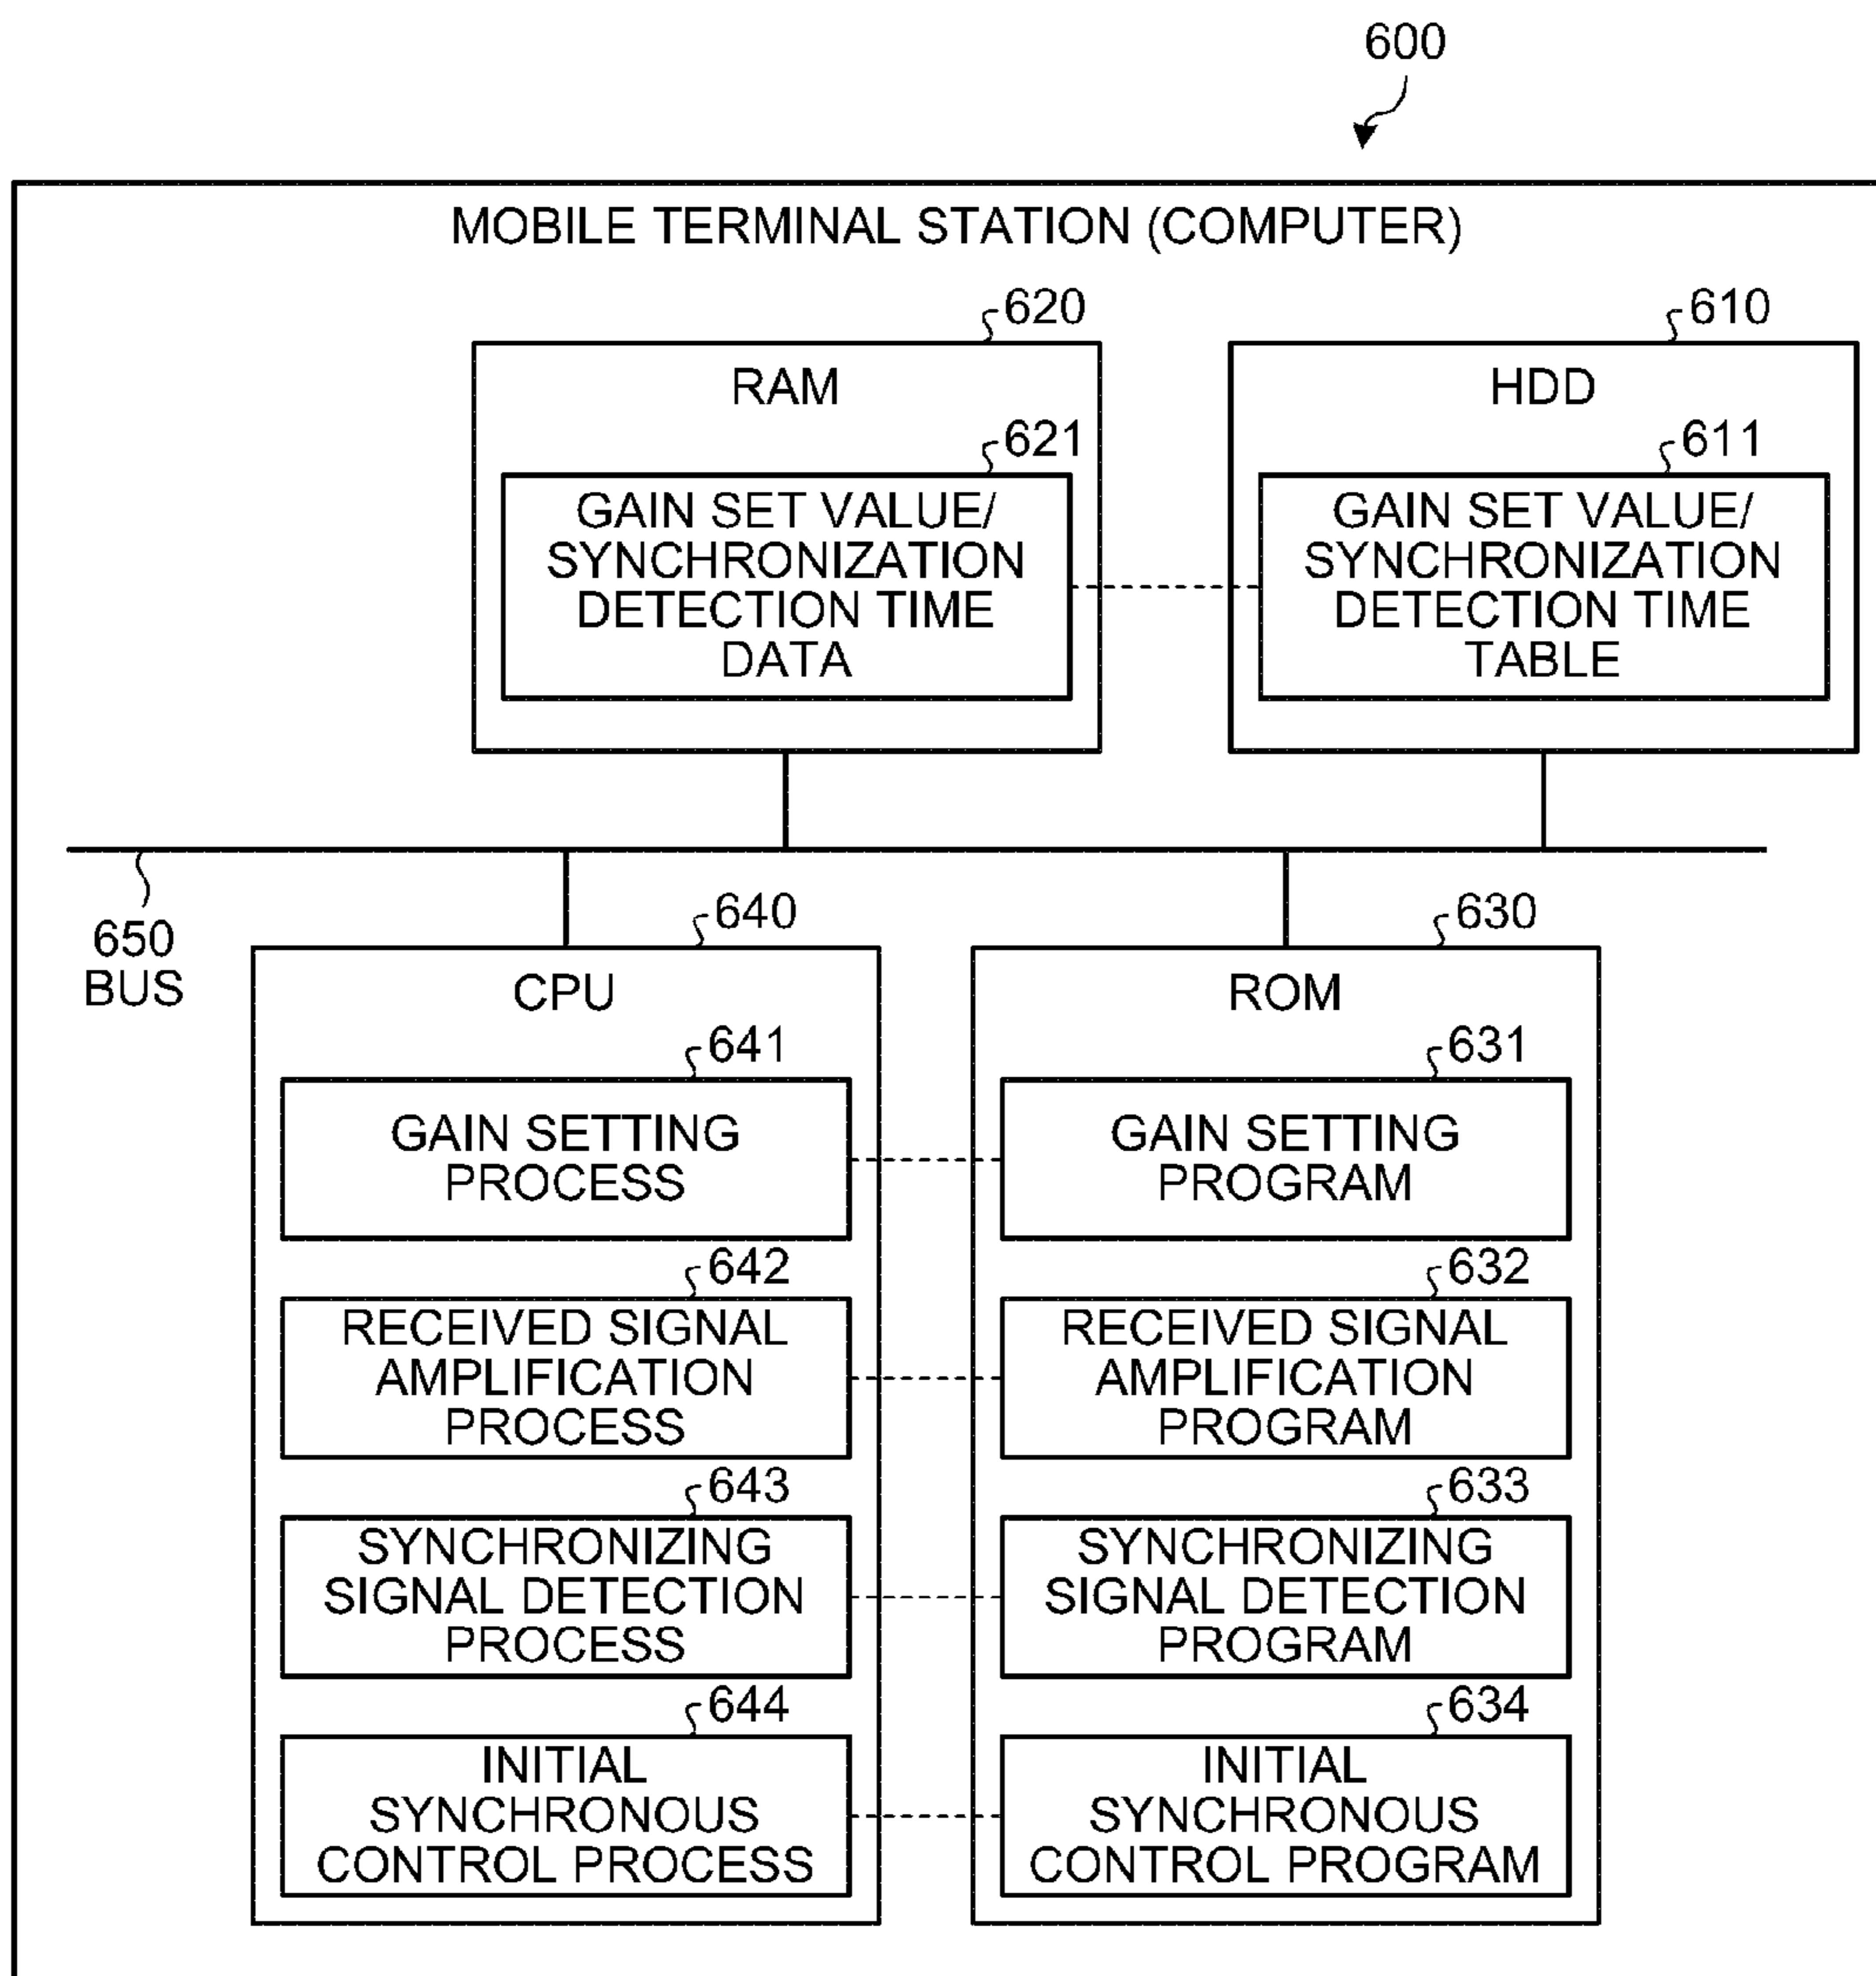 600
MOBILE TERMINAL STATION (COMPUTER)
620
RAM
621
GAIN SET VALUE/
SYNCHRONIZATION
DETECTION TIME
DATA
610
HDD
611
GAIN SET VALUE/
SYNCHRONIZATION
DETECTION TIME
TABLE
650
BUS
640
CPU
641
GAIN SETTING
PROCESS
642
RECEIVED SIGNAL
AMPLIFICATION
PROCESS
643
SYNCHRONIZING
SIGNAL DETECTION
PROCESS
644
INITIAL
SYNCHRONOUS
CONTROL PROCESS
630
ROM
631
GAIN SETTING
PROGRAM
632
RECEIVED SIGNAL
AMPLIFICATION
PROGRAM
633
SYNCHRONIZING
SIGNAL DETECTION
PROGRAM
634
INITIAL
SYNCHRONOUS
CONTROL PROGRAM